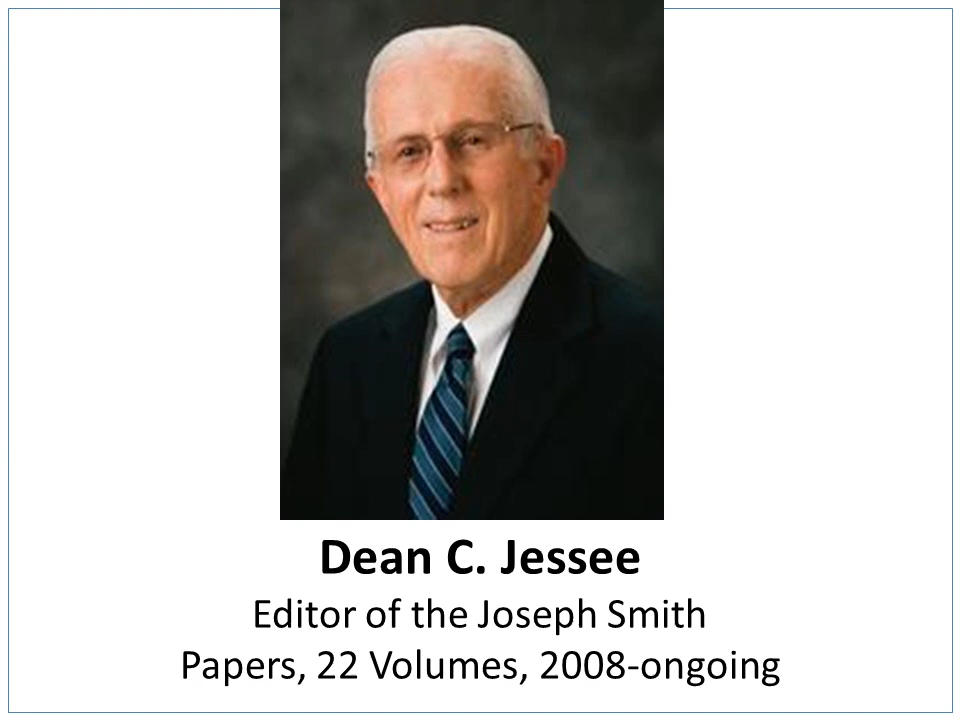 Dean C. Jessee
Editor of the Joseph Smith
Papers, 22 Volumes, 2008-ongoing